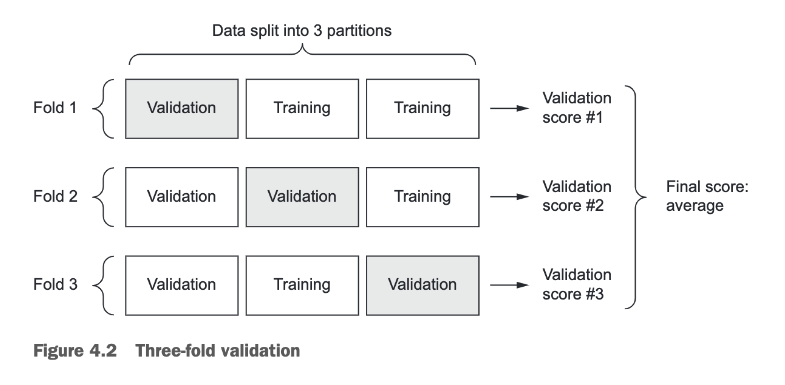 Data split into 3 partitions
Fold 1 Validation Training Training Validation
score #1
Fold 2 Validation Validation Training Validation
score #2
Final score:
average
Fold 3 Validation Training Validation Validation
score #3
Figure 4.2 Three-fold validation